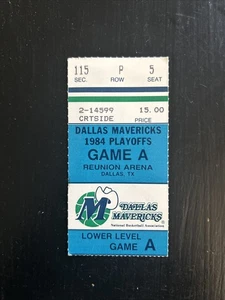 115 P 5
SEC. ROW SEAT
2-14599 15.00
CRTSIDE PRICE
DALLAS MAVERICKS
1984 PLAYOFFS
GAME A
REUNION ARENA
DALLAS, TX
M DALLAS
MAVERICKS
National Basketball Association
LOWER LEVEL
GAME A